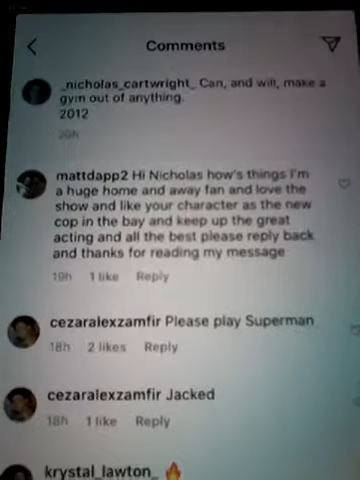 Comments
_nicholas_cartwright_ Can, and will, make a
gym out of anything.
2012
20h
mattdapp2 Hi Nicholas how's things I'm
a huge home and away fan and love the
show and like your character as the new
cop in the bay and keep up the great
acting and all the best please reply back
and thanks for reading my message
19h 1 like Reply
cezaralexzamfir Please play Superman
18h 2 likes Reply
cezaralexzamfir Jacked
18h 1 like Reply
krystal_lawton_ 🔥